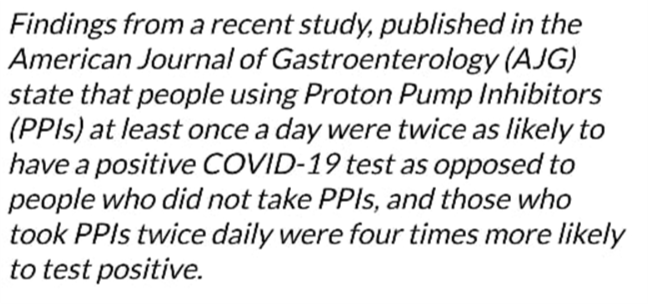 Findings from a recent study, published in the
American Journal of Gastroenterology (AJG)
state that people using Proton Pump Inhibitors
(PPIs) at least once a day were twice as likely to
have a positive COVID-19 test as opposed to
people who did not take PPIs, and those who
took PPIs twice daily were four times more likely
to test positive.